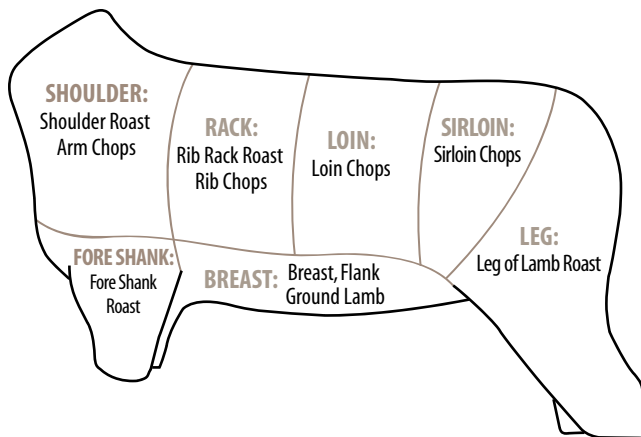 SHOULDER:
Shoulder Roast
Arm Chops
RACK:
Rib Rack Roast
Rib Chops
LOIN:
Loin Chops
SIRLOIN:
Sirloin Chops
LEG:
Leg of Lamb Roast
FORE SHANK:
Fore Shank
Roast
BREAST: Breast, Flank
Ground Lamb